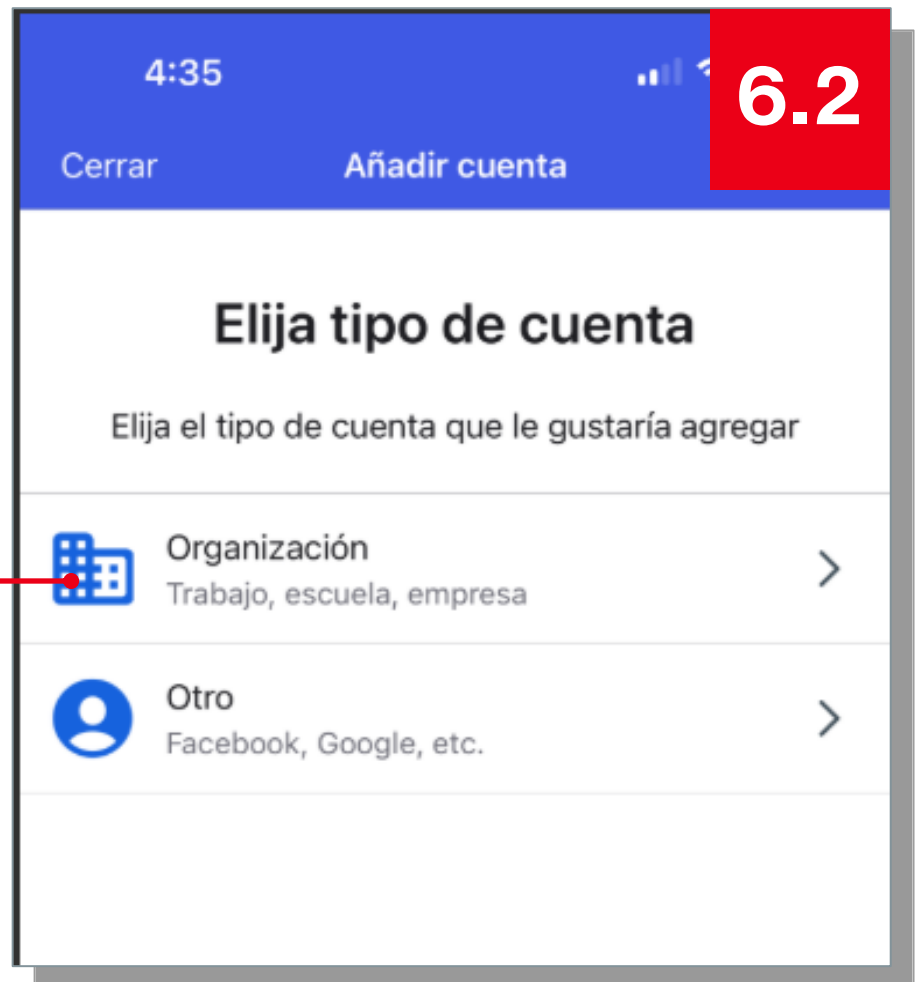 4:35
6.2
Cerrar
Añadir cuenta
Elija tipo de cuenta
Elija el tipo de cuenta que le gustaría agregar
Organización
Trabajo, escuela, empresa
Otro
Facebook, Google, etc.